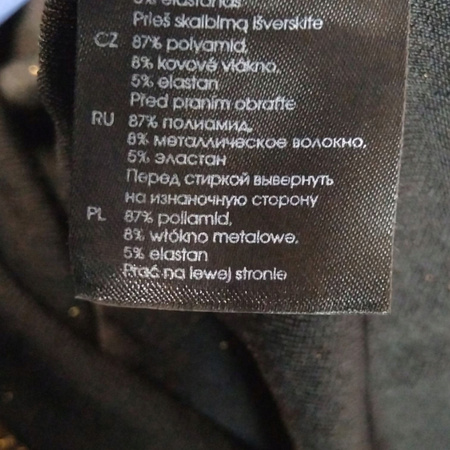 5% elastanas
Prieš skalbimą išverskite
CZ 87% polyamid,
8% kovové vlákno,
5% elastan
Před praním obraťte
RU 87% полиамид,
8% металлическое волокно,
5% эластан
Перед стиркой вывернуть
на изнаночную сторону
PL 87% poliamid,
8% włókno metalowe,
5% elastan
Prać na lewej stronie